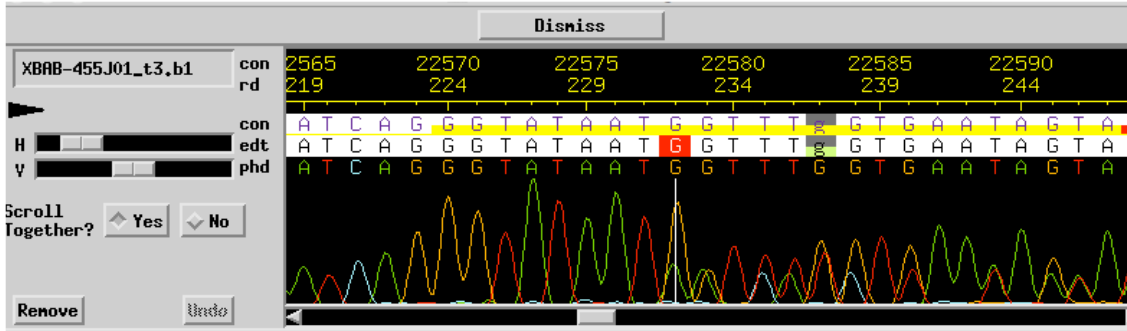 Dismiss
XBAB-455J01_t3.b1
con 2565 22570 22575 22580 22585 22590
rd 219 224 229 234 239 244
con A T C A G G G T A T A A T G G T T T g G T G A A T A G T A
H edt A T C A G G G T A T A A T G G T T T g G T G A A T A G T A
V phd A T C A G G G T A T A A T G G T T T G G T G A A T A G T A
Scroll
Together? Yes No
Remove Undo